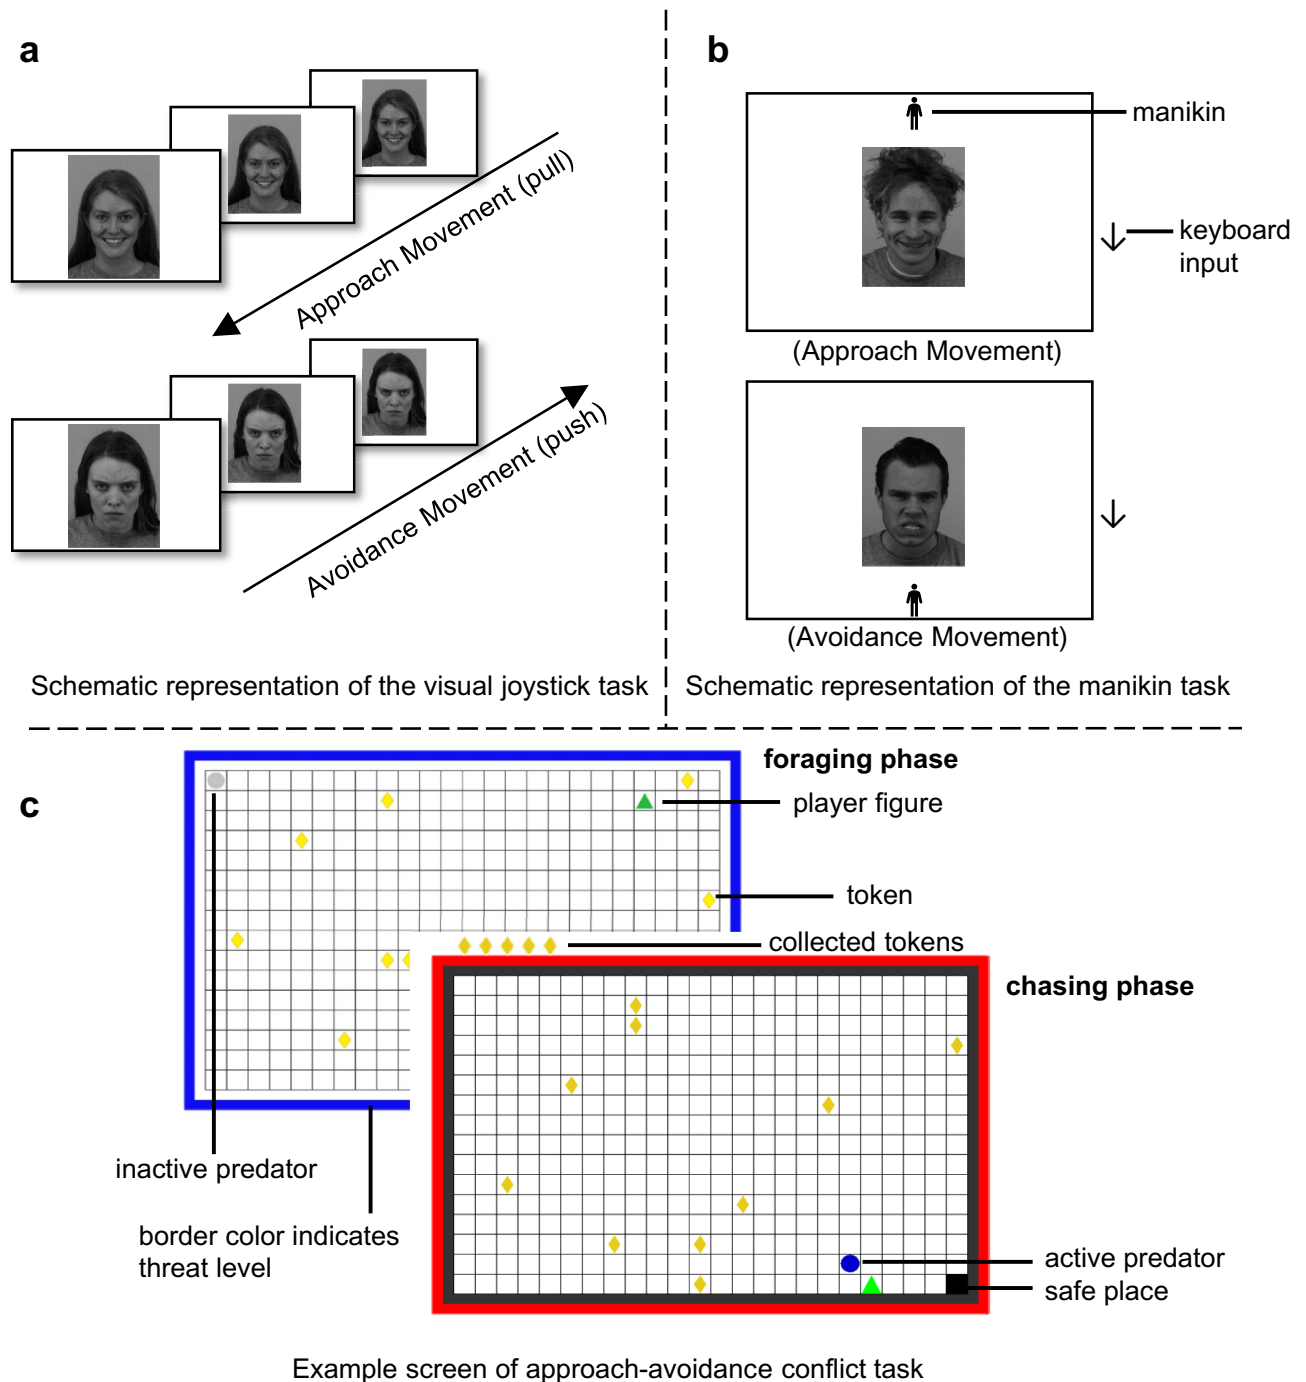 a
Approach Movement (pull)
Avoidance Movement (push)
Schematic representation of the visual joystick task
b
manikin
keyboard
input
(Approach Movement)
(Avoidance Movement)
Schematic representation of the manikin task
c
foraging phase
player figure
token
collected tokens
chasing phase
inactive predator
border color indicates
threat level
active predator
safe place
Example screen of approach-avoidance conflict task